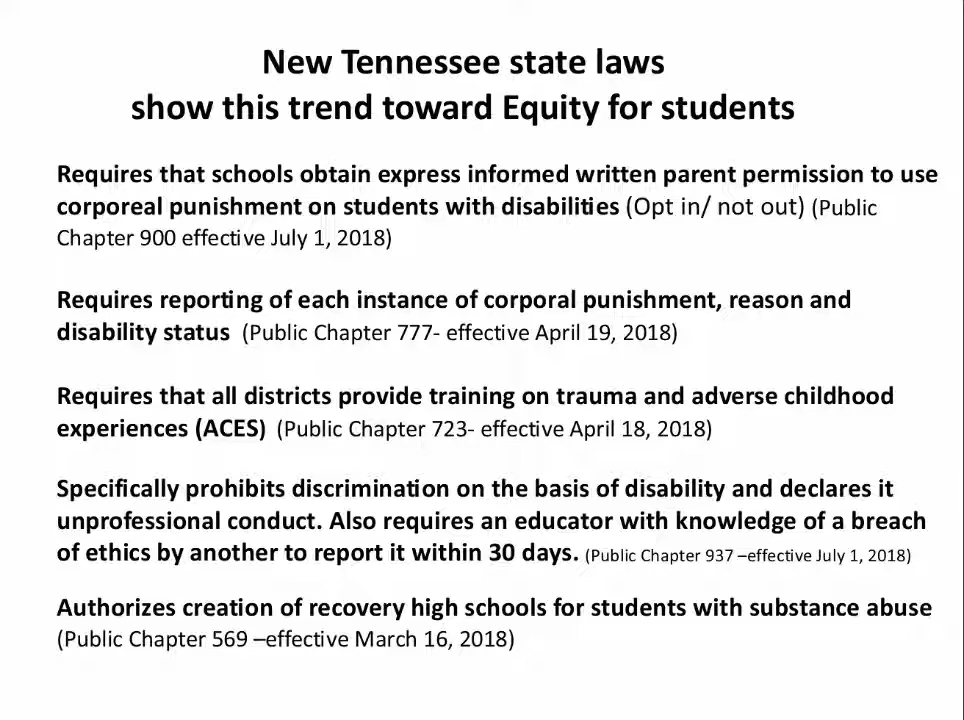 New Tennessee state laws
show this trend toward Equity for students
Requires that schools obtain express informed written parent permission to use
corporeal punishment on students with disabilities (Opt in/ not out) (Public
Chapter 900 effective July 1, 2018)
Requires reporting of each instance of corporal punishment, reason and
disability status (Public Chapter 777- effective April 19, 2018)
Requires that all districts provide training on trauma and adverse childhood
experiences (ACES) (Public Chapter 723- effective April 18, 2018)
Specifically prohibits discrimination on the basis of disability and declares it
unprofessional conduct. Also requires an educator with knowledge of a breach
of ethics by another to report it within 30 days. (Public Chapter 937 –effective July 1, 2018)
Authorizes creation of recovery high schools for students with substance abuse
(Public Chapter 569 –effective March 16, 2018)